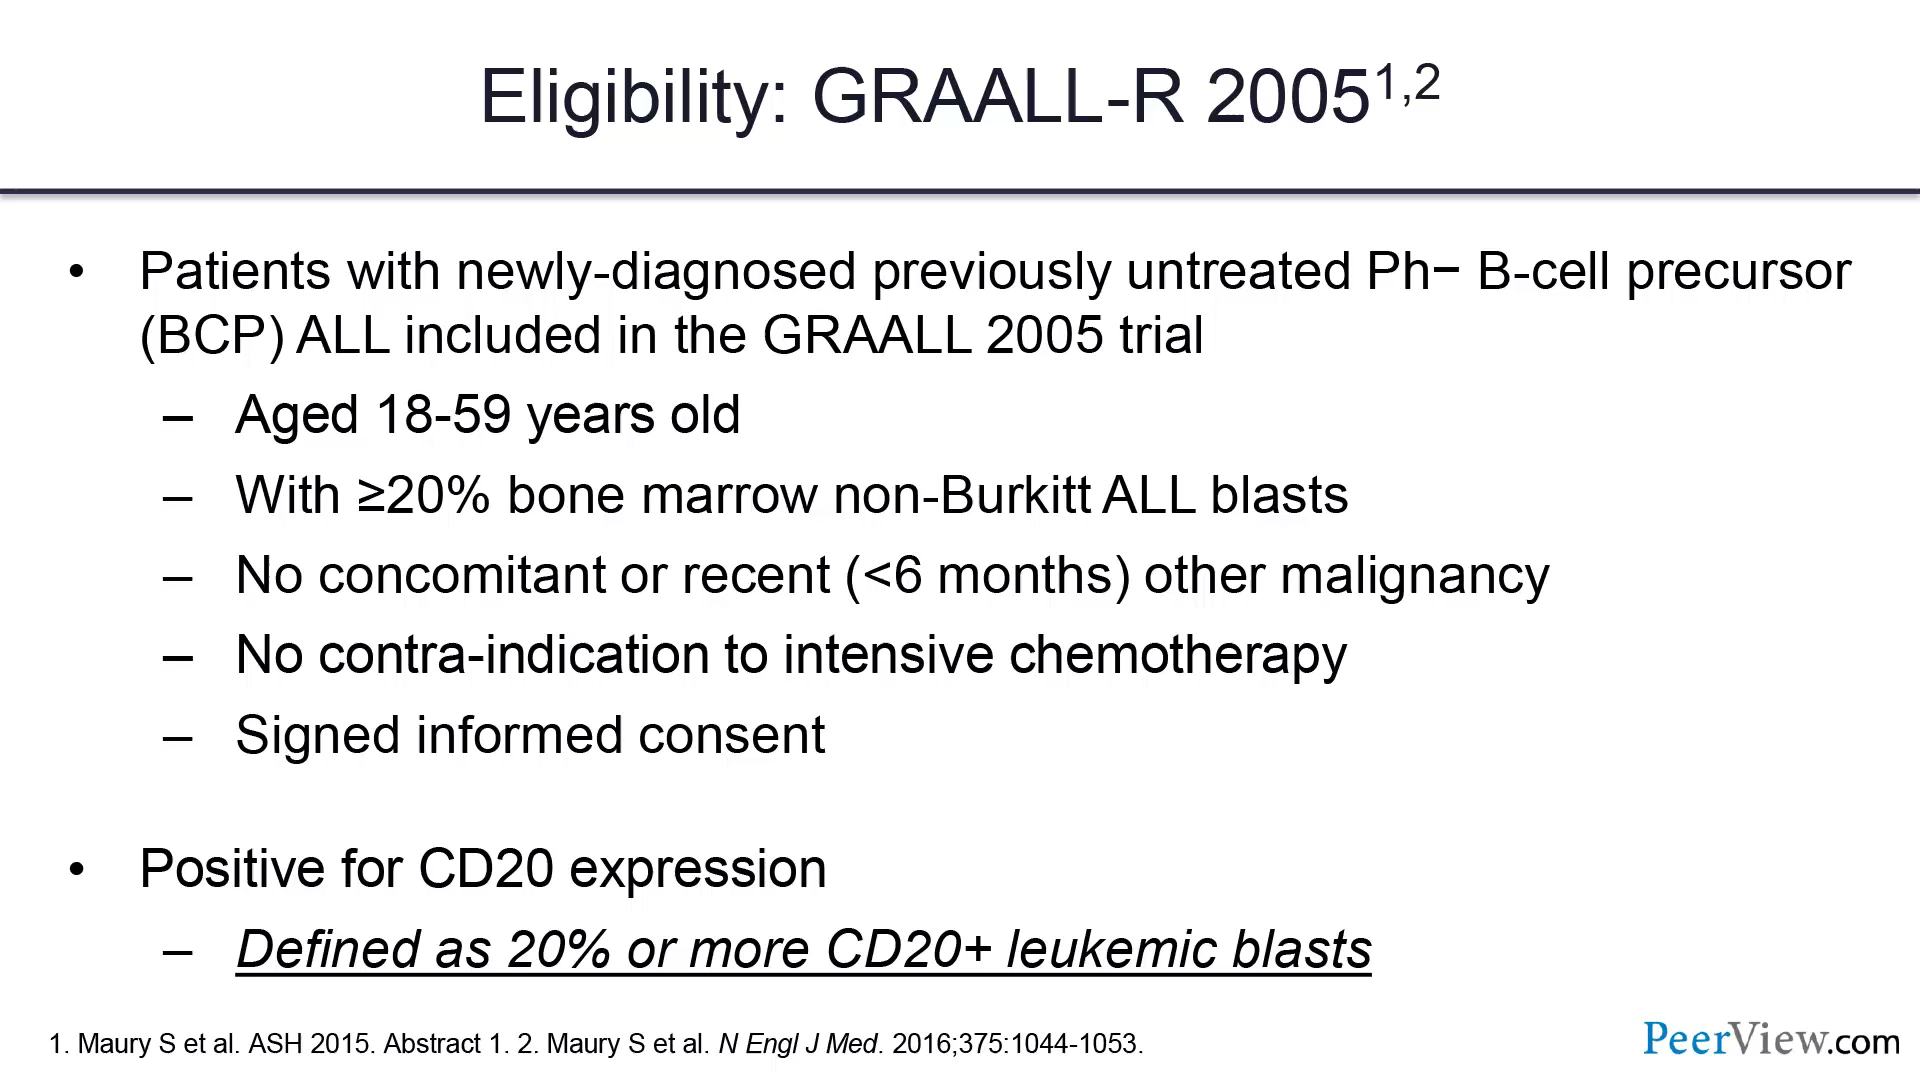 Eligibility: GRAALL-R 2005¹,²
• Patients with newly-diagnosed previously untreated Ph− B-cell precursor
(BCP) ALL included in the GRAALL 2005 trial
– Aged 18-59 years old
– With ≥20% bone marrow non-Burkitt ALL blasts
– No concomitant or recent (<6 months) other malignancy
– No contra-indication to intensive chemotherapy
– Signed informed consent
• Positive for CD20 expression
– Defined as 20% or more CD20+ leukemic blasts
1. Maury S et al. ASH 2015. Abstract 1. 2. Maury S et al. N Engl J Med. 2016;375:1044-1053.
PeerView.com